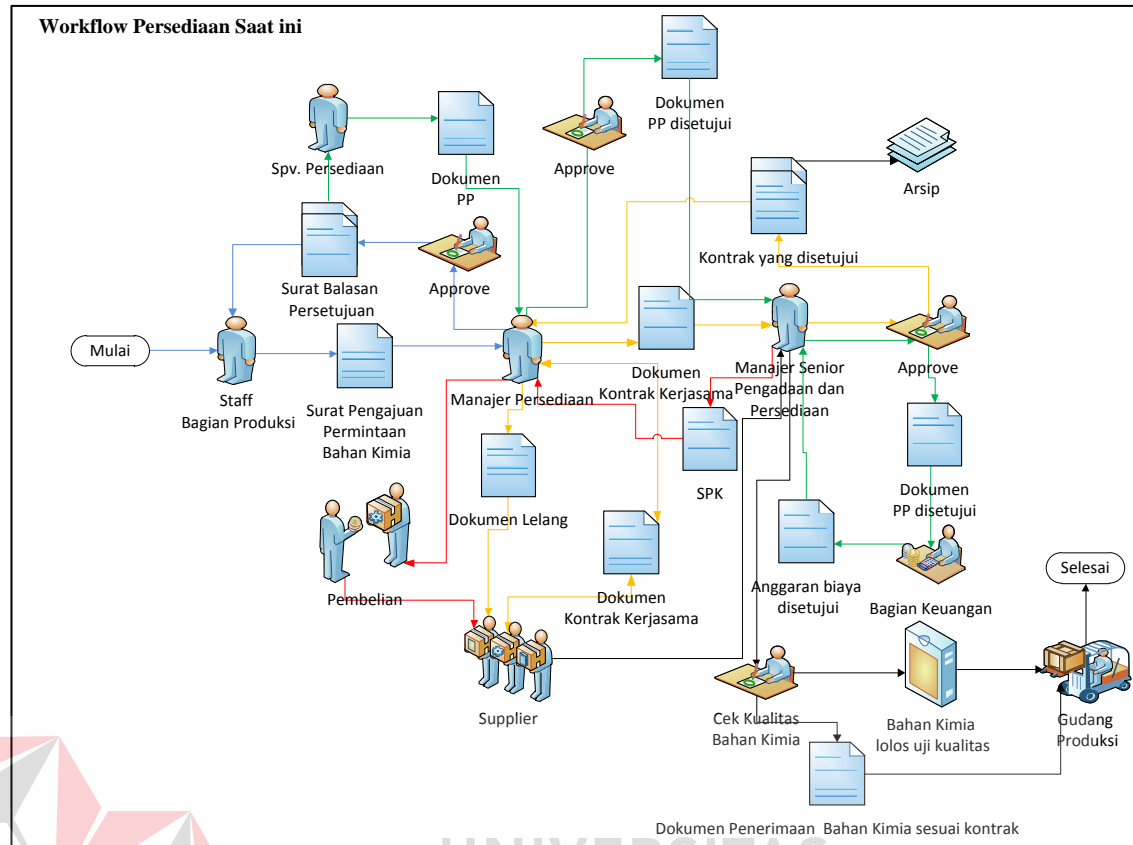 Workflow Persediaan Saat ini
Dokumen
PP disetujui
Spv. Persediaan
Dokumen
PP
Approve
Arsip
Surat Balasan
Persetujuan
Approve
Kontrak yang disetujui
Mulai
Staff
Bagian Produksi
Surat Pengajuan
Permintaan
Bahan Kimia
Manajer Persediaan
Dokumen
Kontrak Kerjasama
Manajer Senior
Pengadaan dan
Persediaan
Approve
Dokumen Lelang
SPK
Dokumen
PP disetujui
Pembelian
Dokumen
Kontrak Kerjasama
Anggaran biaya
disetujui
Bagian Keuangan
Selesai
Supplier
Cek Kualitas
Bahan Kimia
Bahan Kimia
lolos uji kualitas
Gudang
Produksi
Dokumen Penerimaan Bahan Kimia sesuai kontrak
UNIVERSITAS